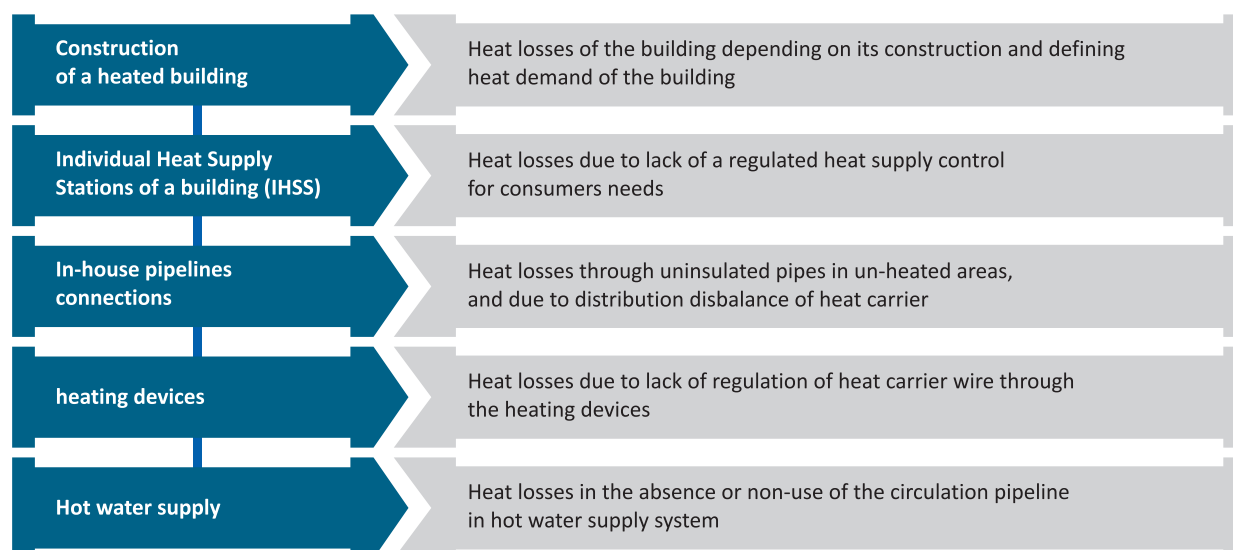 Construction
of a heated building
Heat losses of the building depending on its construction and defining
heat demand of the building
Individual Heat Supply
Stations of a building (IHSS)
Heat losses due to lack of a regulated heat supply control
for consumers needs
In-house pipelines
connections
Heat losses through uninsulated pipes in un-heated areas,
and due to distribution disbalance of heat carrier
heating devices
Heat losses due to lack of regulation of heat carrier wire through
the heating devices
Hot water supply
Heat losses in the absence or non-use of the circulation pipeline
in hot water supply system